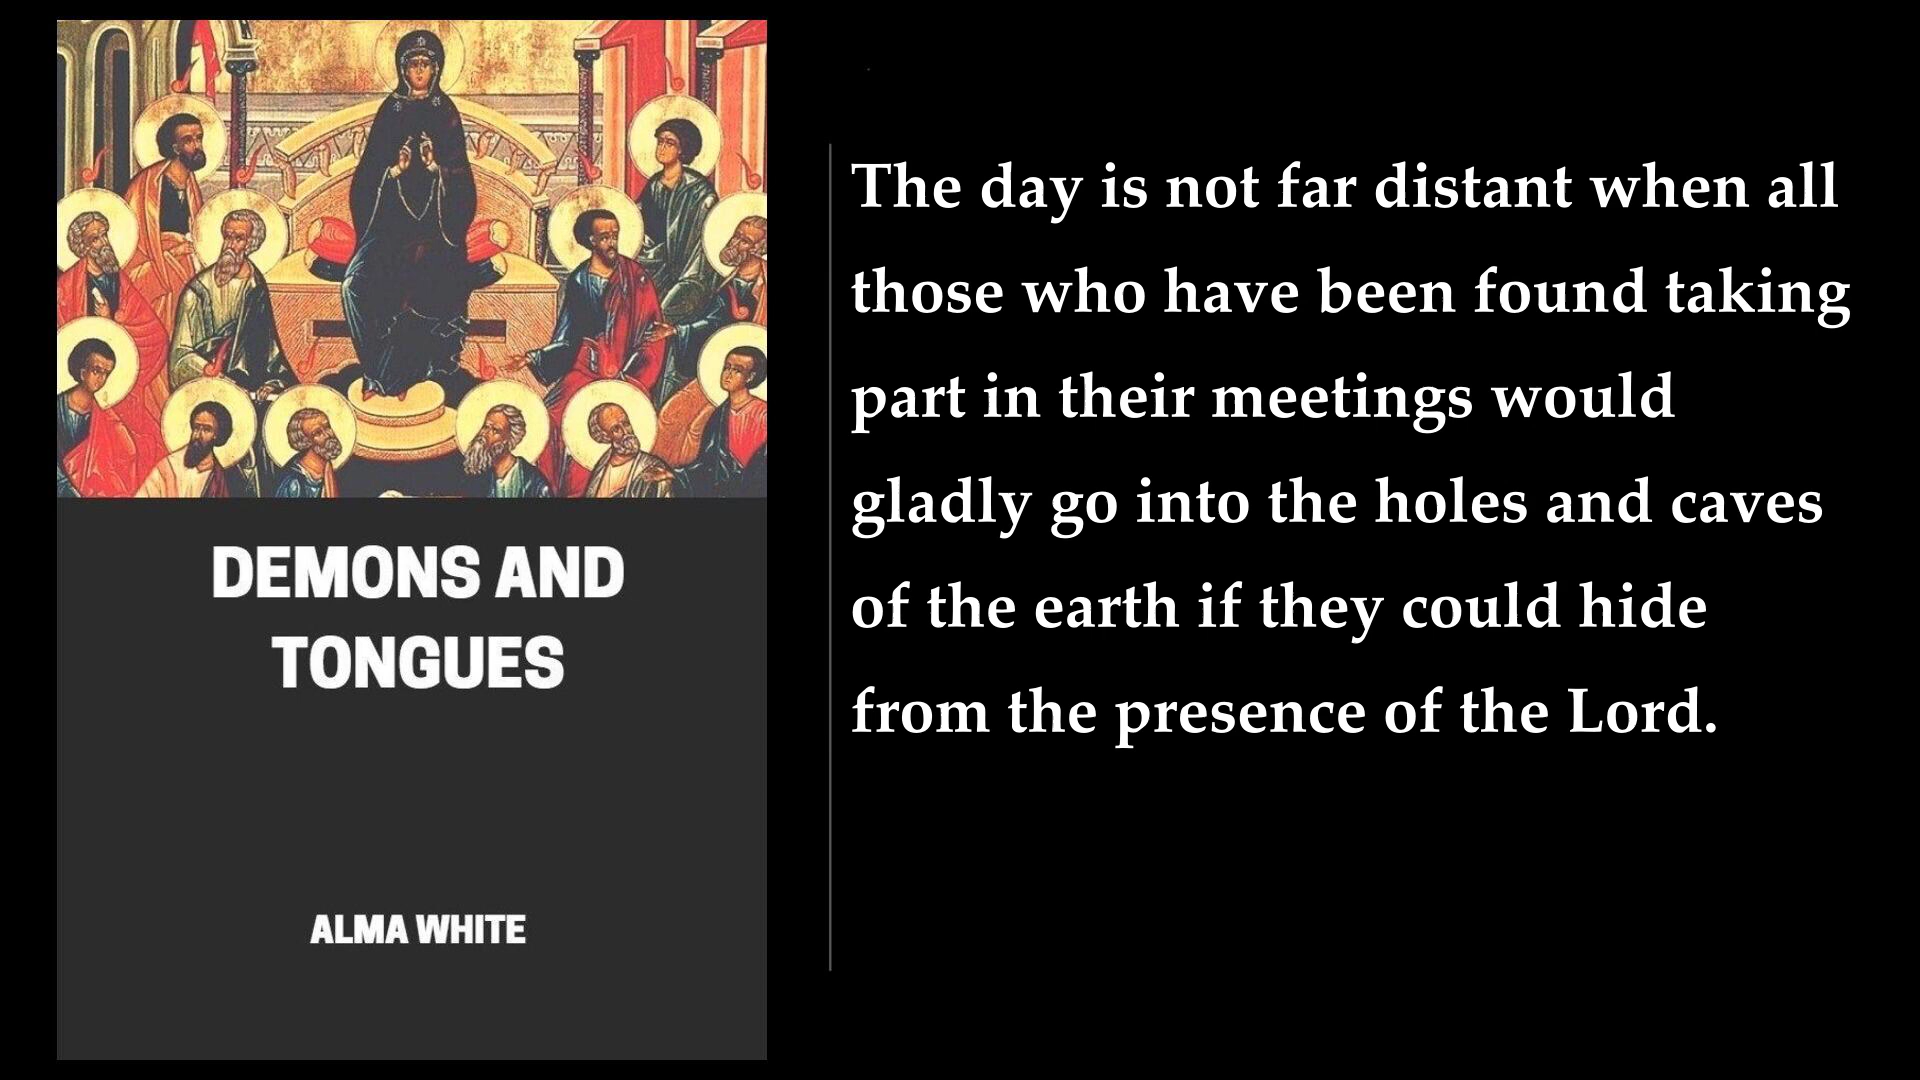 DEMONS AND
TONGUES
ALMA WHITE
The day is not far distant when all
those who have been found taking
part in their meetings would
gladly go into the holes and caves
of the earth if they could hide
from the presence of the Lord.